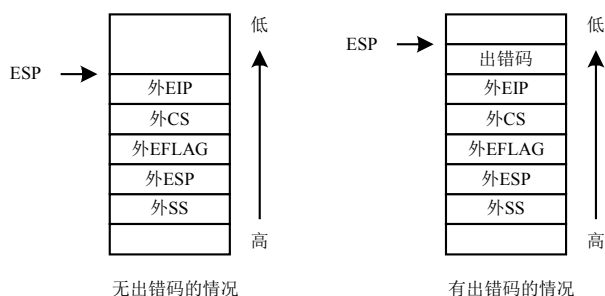 低
ESP
外EIP
外CS
外EFLAG
外ESP
外SS
高
无出错码的情况
低
ESP
出错码
外EIP
外CS
外EFLAG
外ESP
外SS
高
有出错码的情况